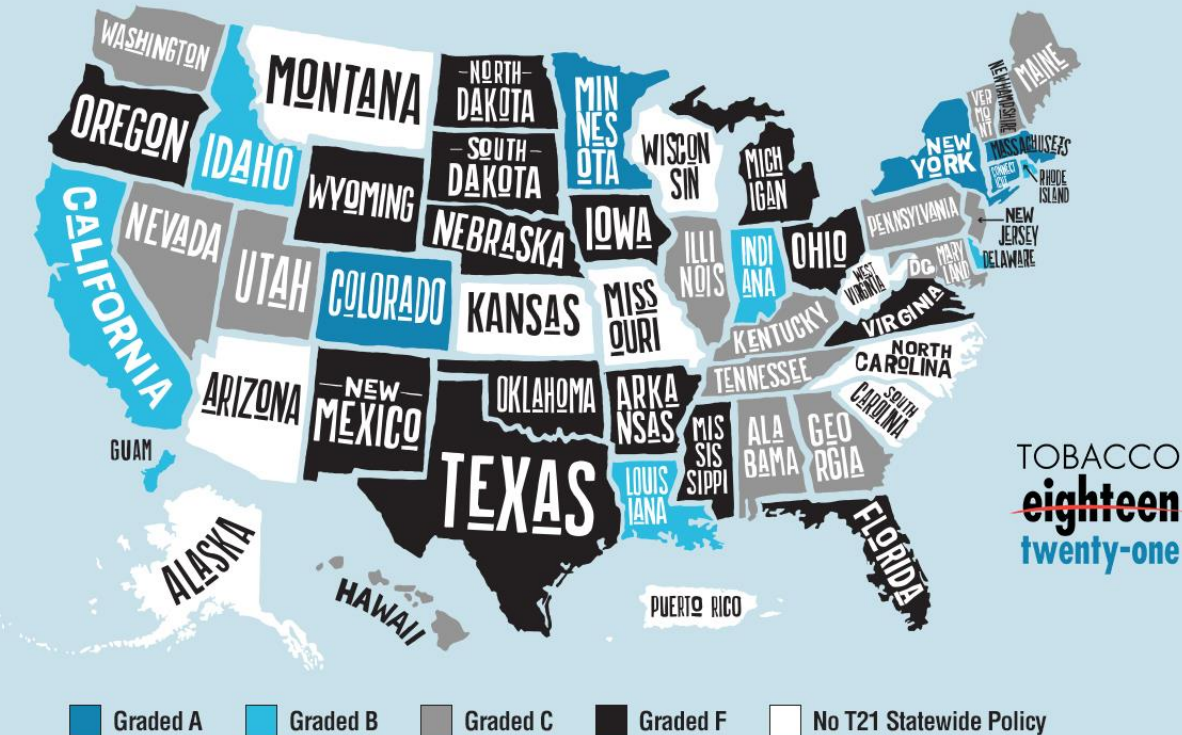 WASHINGTON
MONTANA
NORTH
DAKOTA
MIN
NES
OTA
OREGON
IDAHO
WYOMING
SOUTH
DAKOTA
WISCON
SIN
MICH
IGAN
NEW
YORK
VER
MO
NT
NEW HAMPSHIRE
MAINE
MASSACHUSETS
CONNECT
ICUT
RHODE
ISLAND
CALIFORNIA
NEVADA
UTAH
COLORADO
NEBRASKA
IOWA
ILLI
NOIS
INDI
ANA
OHIO
PENNSYLVANIA
NEW
JERSEY
DELAWARE
MARY
LAND
DC
WEST
VIRGINIA
VIRGINIA
KANSAS
MISS
OURI
KENTUCKY
NORTH
CAROLINA
TENNESSEE
SOUTH
CAROLINA
ARIZONA
NEW
MEXICO
OKLAHOMA
ARKA
NSAS
MIS
SIS
SIPPI
ALA
BAMA
GEO
RGIA
TEXAS
LOUIS
IANA
FLORIDA
GUAM
ALASKA
HAWAII
PUERTO RICO
TOBACCO
eighteen
twenty-one
Graded A
Graded B
Graded C
Graded F
No T21 Statewide Policy